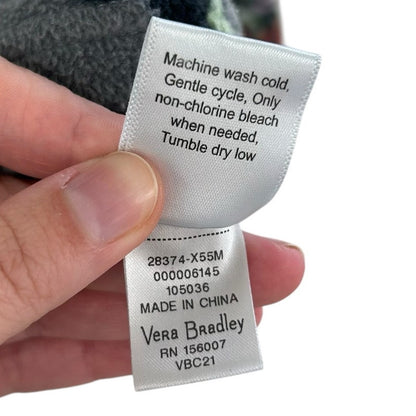 Machine wash cold,
Gentle cycle, Only
non-chlorine bleach
when needed,
Tumble dry low
28374-X55M
000006145
105036
MADE IN CHINA
Vera Bradley
RN 156007
VBC21